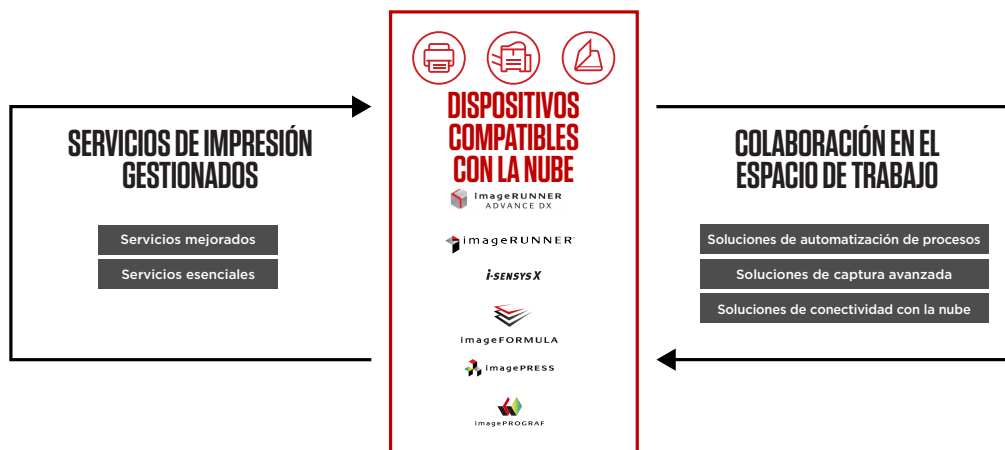 SERVICIOS DE IMPRESIÓN
GESTIONADOS
Servicios mejorados
Servicios esenciales
DISPOSITIVOS
COMPATIBLES
CON LA NUBE
imageRUNNER
ADVANCE DX
imageRUNNER
i-SENSYS X
imageFORMULA
imagePRESS
imagePROGRAF
COLABORACIÓN EN EL
ESPACIO DE TRABAJO
Soluciones de automatización de procesos
Soluciones de captura avanzada
Soluciones de conectividad con la nube